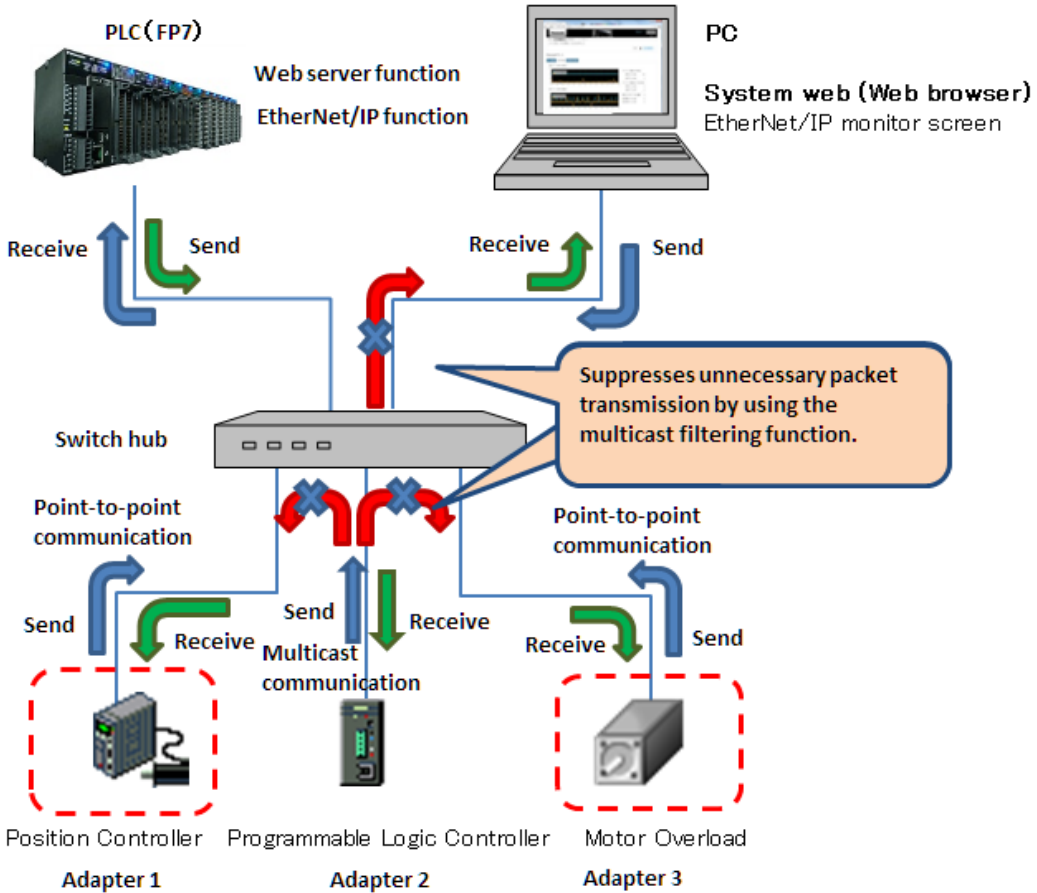 PLC(FP7)
Web server function
EtherNet/IP function
PC
System web (Web browser)
EtherNet/IP monitor screen
Receive
Send
Receive
Send
Suppresses unnecessary packet
transmission by using the
multicast filtering function.
Switch hub
Point-to-point
communication
Point-to-point
communication
Send
Receive
Send
Multicast
communication
Receive
Receive
Send
Position Controller
Programmable Logic Controller
Motor Overload
Adapter 1
Adapter 2
Adapter 3